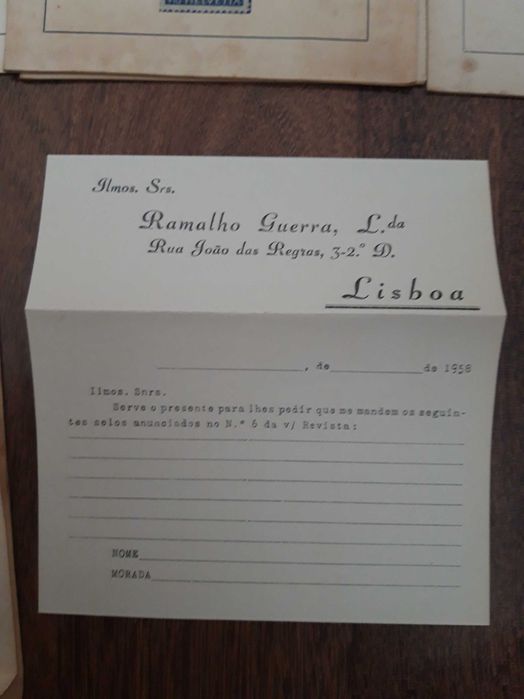 HELVETIA
Ilmos. Srs.
Ramalho Guerra, L.da
Rua João das Regras, 3-2.º D.
Lisboa
, de de 1958
Ilmos. Snrs.
Serve o presente para lhes pedir que me mandem os seguin-
tes selos anunciados no N.º 6 da v/ Revista:
NOME
MORADA